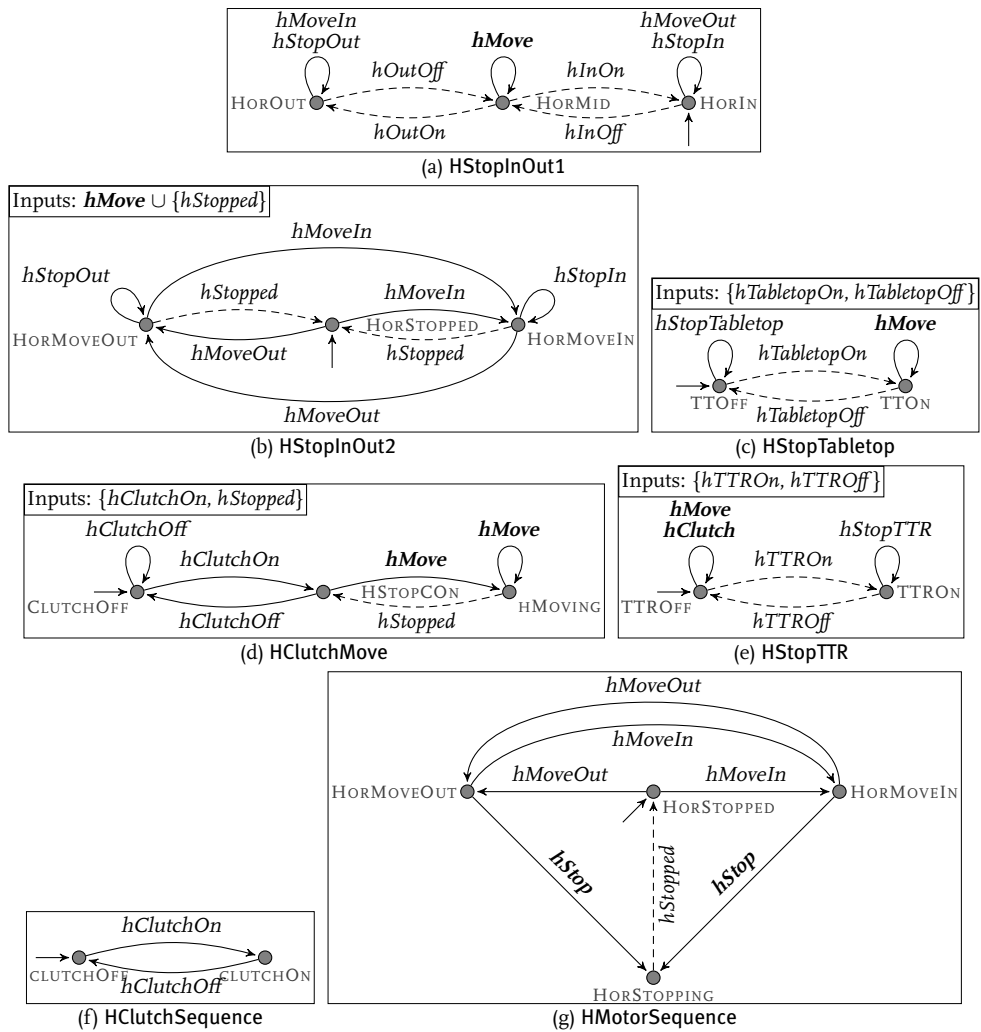 hMoveIn
hStopOut
hMove
hMoveOut
hStopIn
hOutOff
hInOn
HorOut
HorMid
HorIn
hOutOn
hInOff
(a) HStopInOut1
Inputs: hMove ∪ {hStopped}
hMoveIn
hStopOut
hStopped
hMoveIn
hStopIn
HorMoveOut
HorStopped
HorMoveIn
hMoveOut
hStopped
hMoveOut
(b) HStopInOut2
Inputs: {hTabletopOn, hTabletopOff}
hStopTabletop
hMove
hTabletopOn
TTOff
TTOn
hTabletopOff
(c) HStopTabletop
Inputs: {hClutchOn, hStopped}
hClutchOff
hMove
hClutchOn
hMove
ClutchOff
HStopCOn
hMoving
hClutchOff
hStopped
(d) HClutchMove
Inputs: {hTTROn, hTTROff}
hMove
hClutch
hStopTTR
hTTROn
TTROff
TTROn
hTTROff
(e) HStopTTR
hClutchOn
clutchOff
clutchOn
hClutchOff
(f) HClutchSequence
hMoveOut
hMoveIn
hMoveOut
hMoveIn
HorMoveOut
HorStopped
HorMoveIn
hStop
hStopped
hStop
HorStopping
(g) HMotorSequence